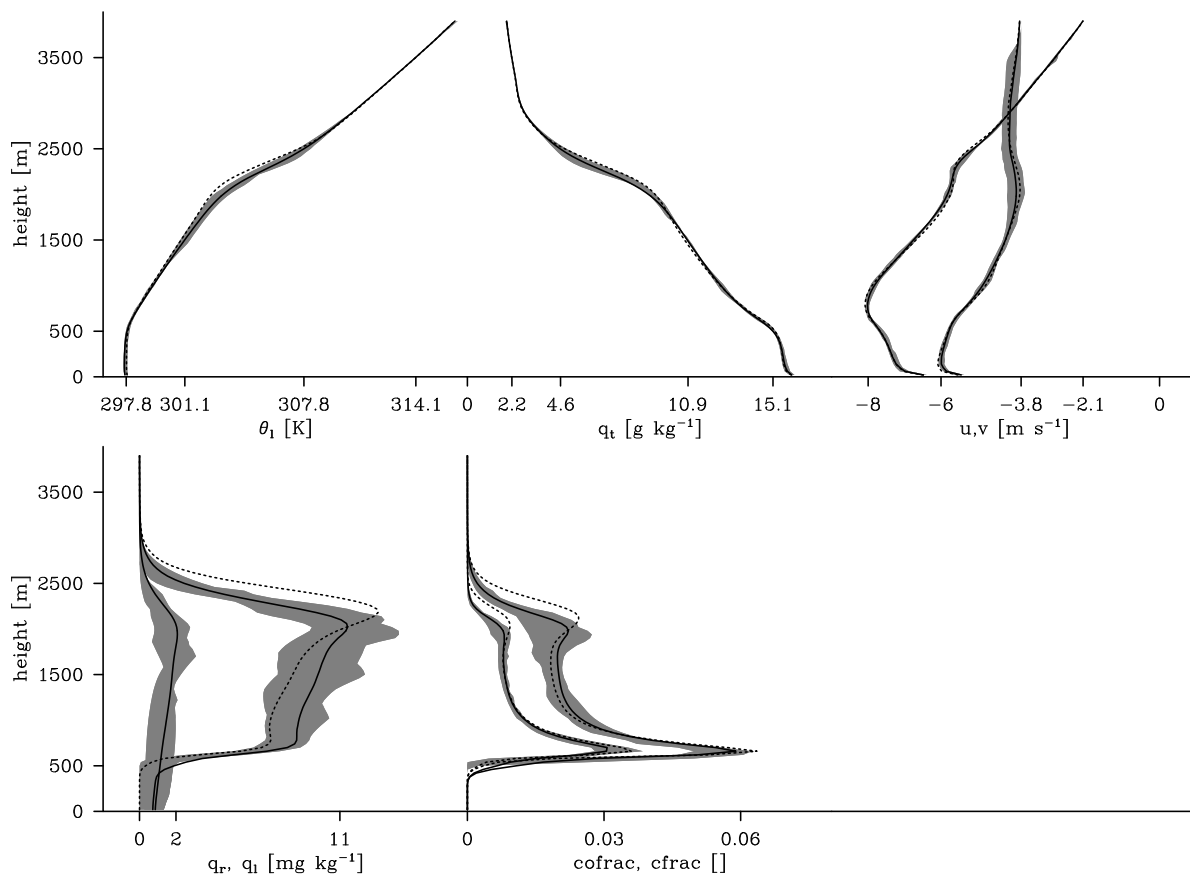 3500
2500
1500
500
0
height [m]
297.8 301.1 307.8 314.1 0 2.2 4.6 10.9 15.1 −8 −6 −3.8 −2.1 0
θ₁ [K] qₜ [g kg⁻¹] u,v [m s⁻¹]
3500
2500
1500
500
0
height [m]
0 2 11 0 0.03 0.06
qᵣ, q₁ [mg kg⁻¹] cofrac, cfrac []